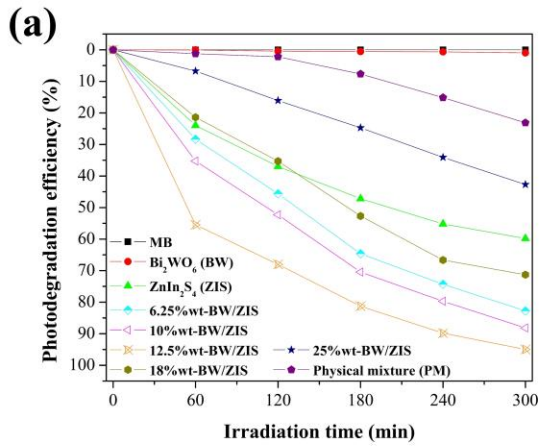 (a)
Photodegradation efficiency (%)
0
10
20
30
40
50
60
70
80
90
100
MB
Bi₂WO₆ (BW)
ZnIn₂S₄ (ZIS)
6.25%wt-BW/ZIS
10%wt-BW/ZIS
12.5%wt-BW/ZIS
18%wt-BW/ZIS
25%wt-BW/ZIS
Physical mixture (PM)
0 60 120 180 240 300
Irradiation time (min)